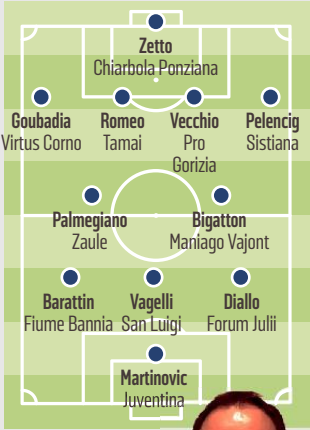 Zetto
Chiarbola Ponziana
Goubadia
Virtus Corno
Romeo
Tamai
Vecchio
Pro
Gorizia
Pelencig
Sistiana
Palmegiano
Zaule
Bigatton
Maniago Vajont
Barattin
Fiume Bannia
Vagelli
San Luigi
Diallo
Forum Julii
Martinovic
Juventina